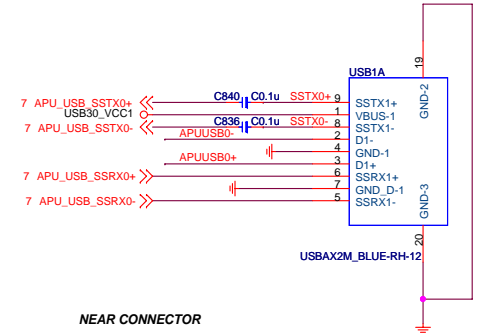 19
USB1A
GND-2
7 APU_USB_SSTX0+ C840 C0.1u SSTX0+ 9 SSTX1+
USB30_VCC1 1 VBUS-1
7 APU_USB_SSTX0- C836 C0.1u SSTX0- 8 SSTX1-
APUUSB0- 2 D1-
4 GND-1
APUUSB0+ 3 D1+
7 APU_USB_SSRX0+ 6 SSRX1+
7 GND_D-1
7 APU_USB_SSRX0- 5 SSRX1-
GND-3
20
USBAX2M_BLUE-RH-12
NEAR CONNECTOR